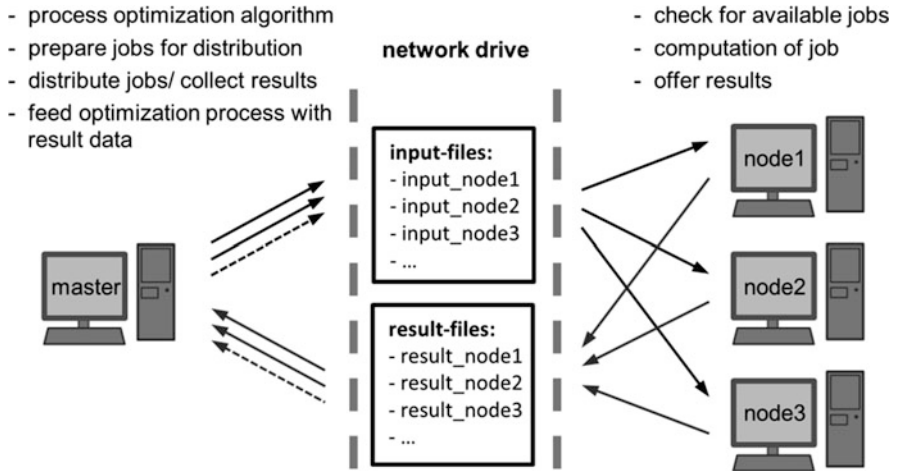 - process optimization algorithm
- prepare jobs for distribution
- distribute jobs/ collect results
- feed optimization process with
result data
network drive
- check for available jobs
- computation of job
- offer results
master
input-files:
- input_node1
- input_node2
- input_node3
- ...
result-files:
- result_node1
- result_node2
- result_node3
- ...
node1
node2
node3